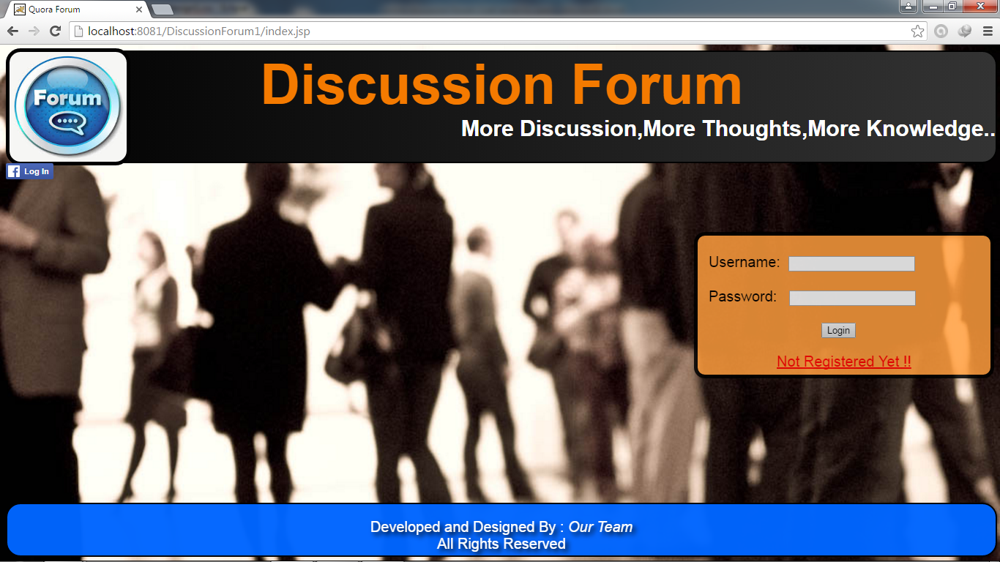 Quora Forum
localhost:8081/DiscussionForum1/index.jsp
Forum
Discussion Forum
More Discussion,More Thoughts,More Knowledge..
f Log In
Username:
Password:
Login
Not Registered Yet !!
Developed and Designed By : Our Team
All Rights Reserved